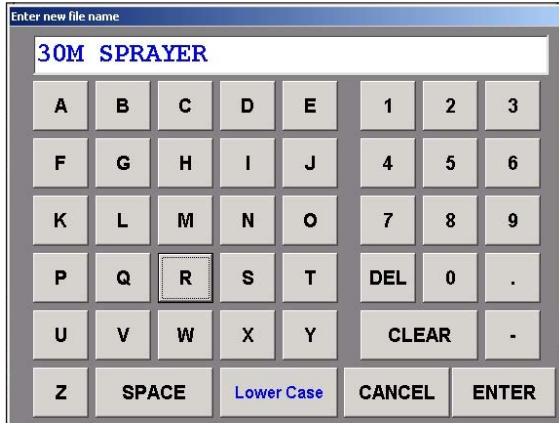 Enter new file name
30M SPRAYER
A B C D E 1 2 3
F G H I J 4 5 6
K L M N O 7 8 9
P Q R S T DEL 0 .
U V W X Y CLEAR -
Z SPACE Lower Case CANCEL ENTER